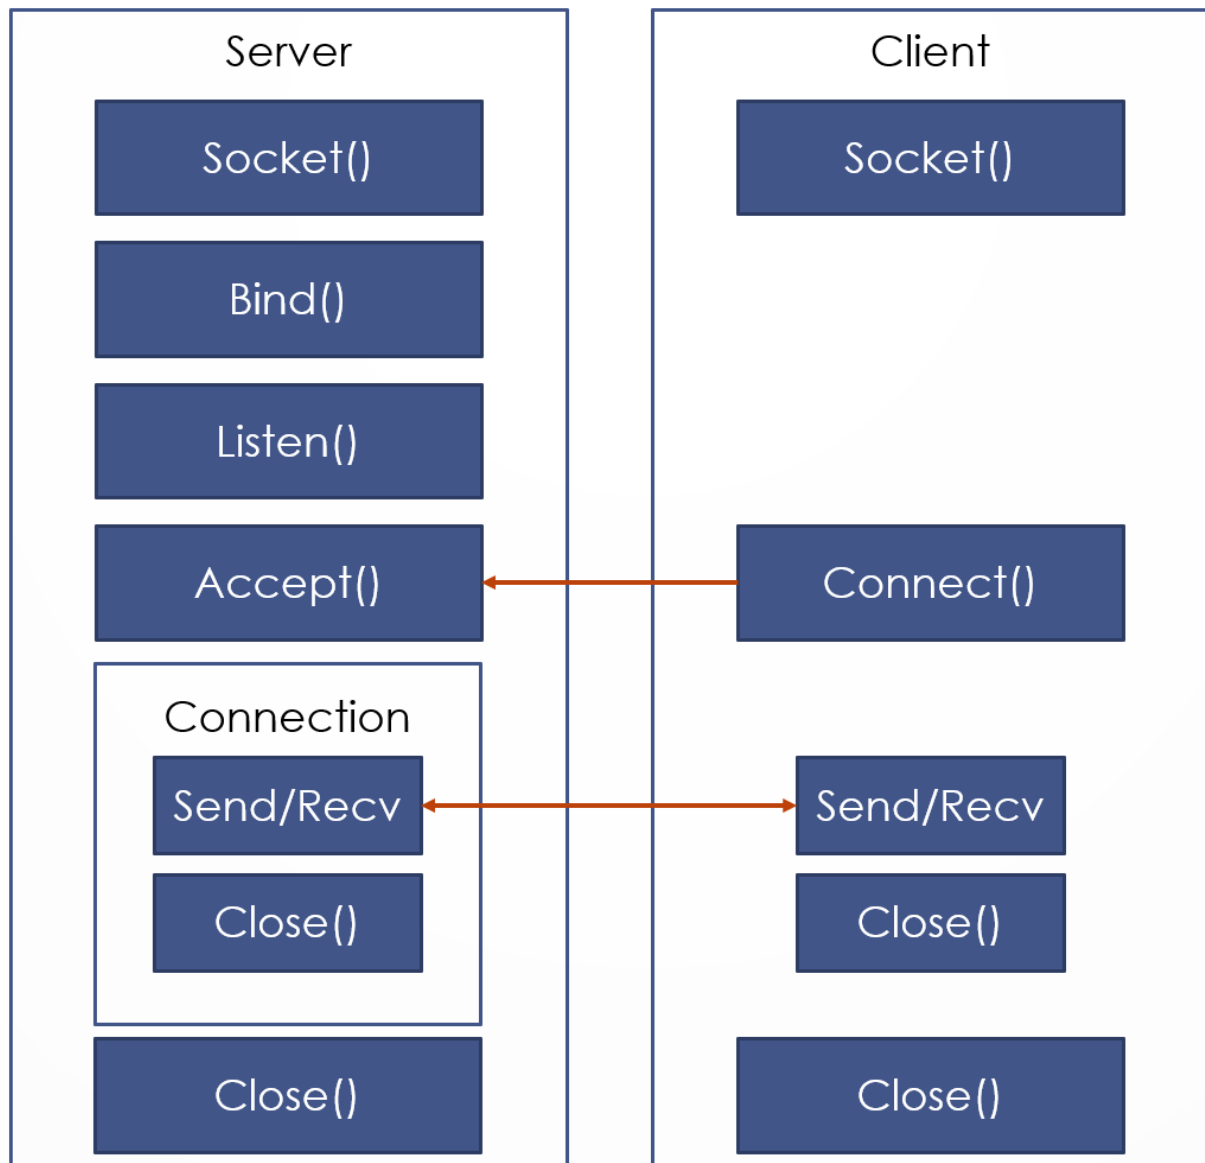 Server
Socket()
Bind()
Listen()
Accept()
Connection
Send/Recv
Close()
Close()
Client
Socket()
Connect()
Send/Recv
Close()
Close()